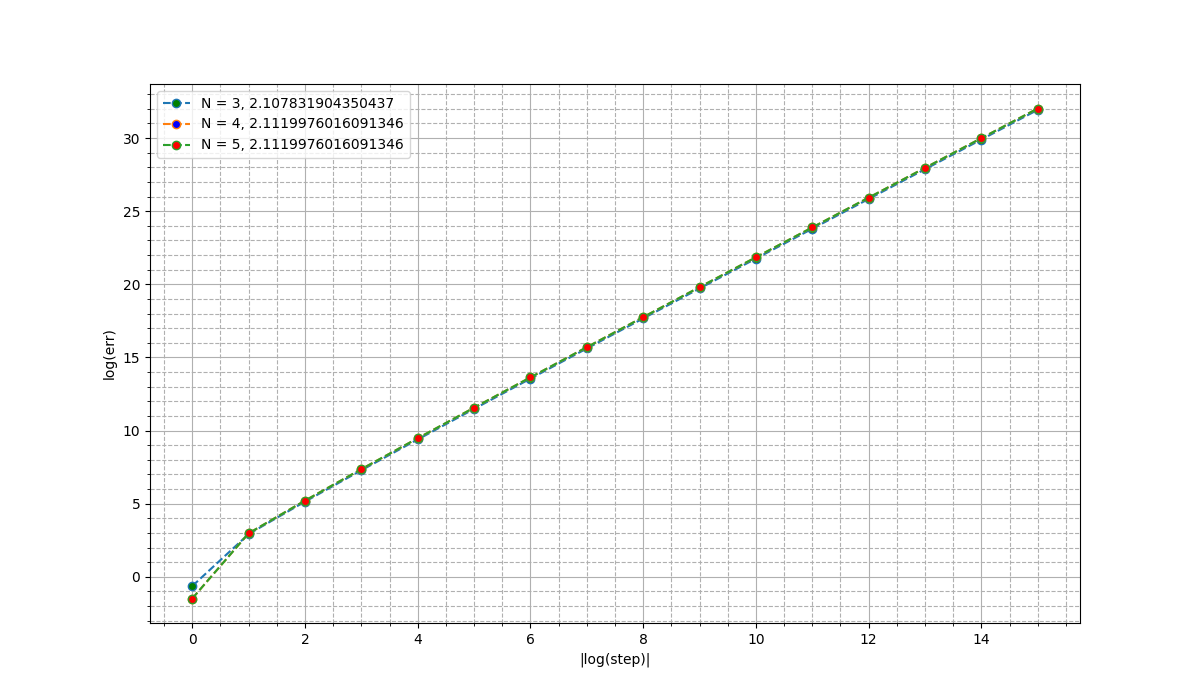 N = 3, 2.107831904350437
N = 4, 2.1119976016091346
N = 5, 2.1119976016091346
30
25
20
15
10
5
0
log(err)
0 2 4 6 8 10 12 14
|log(step)|